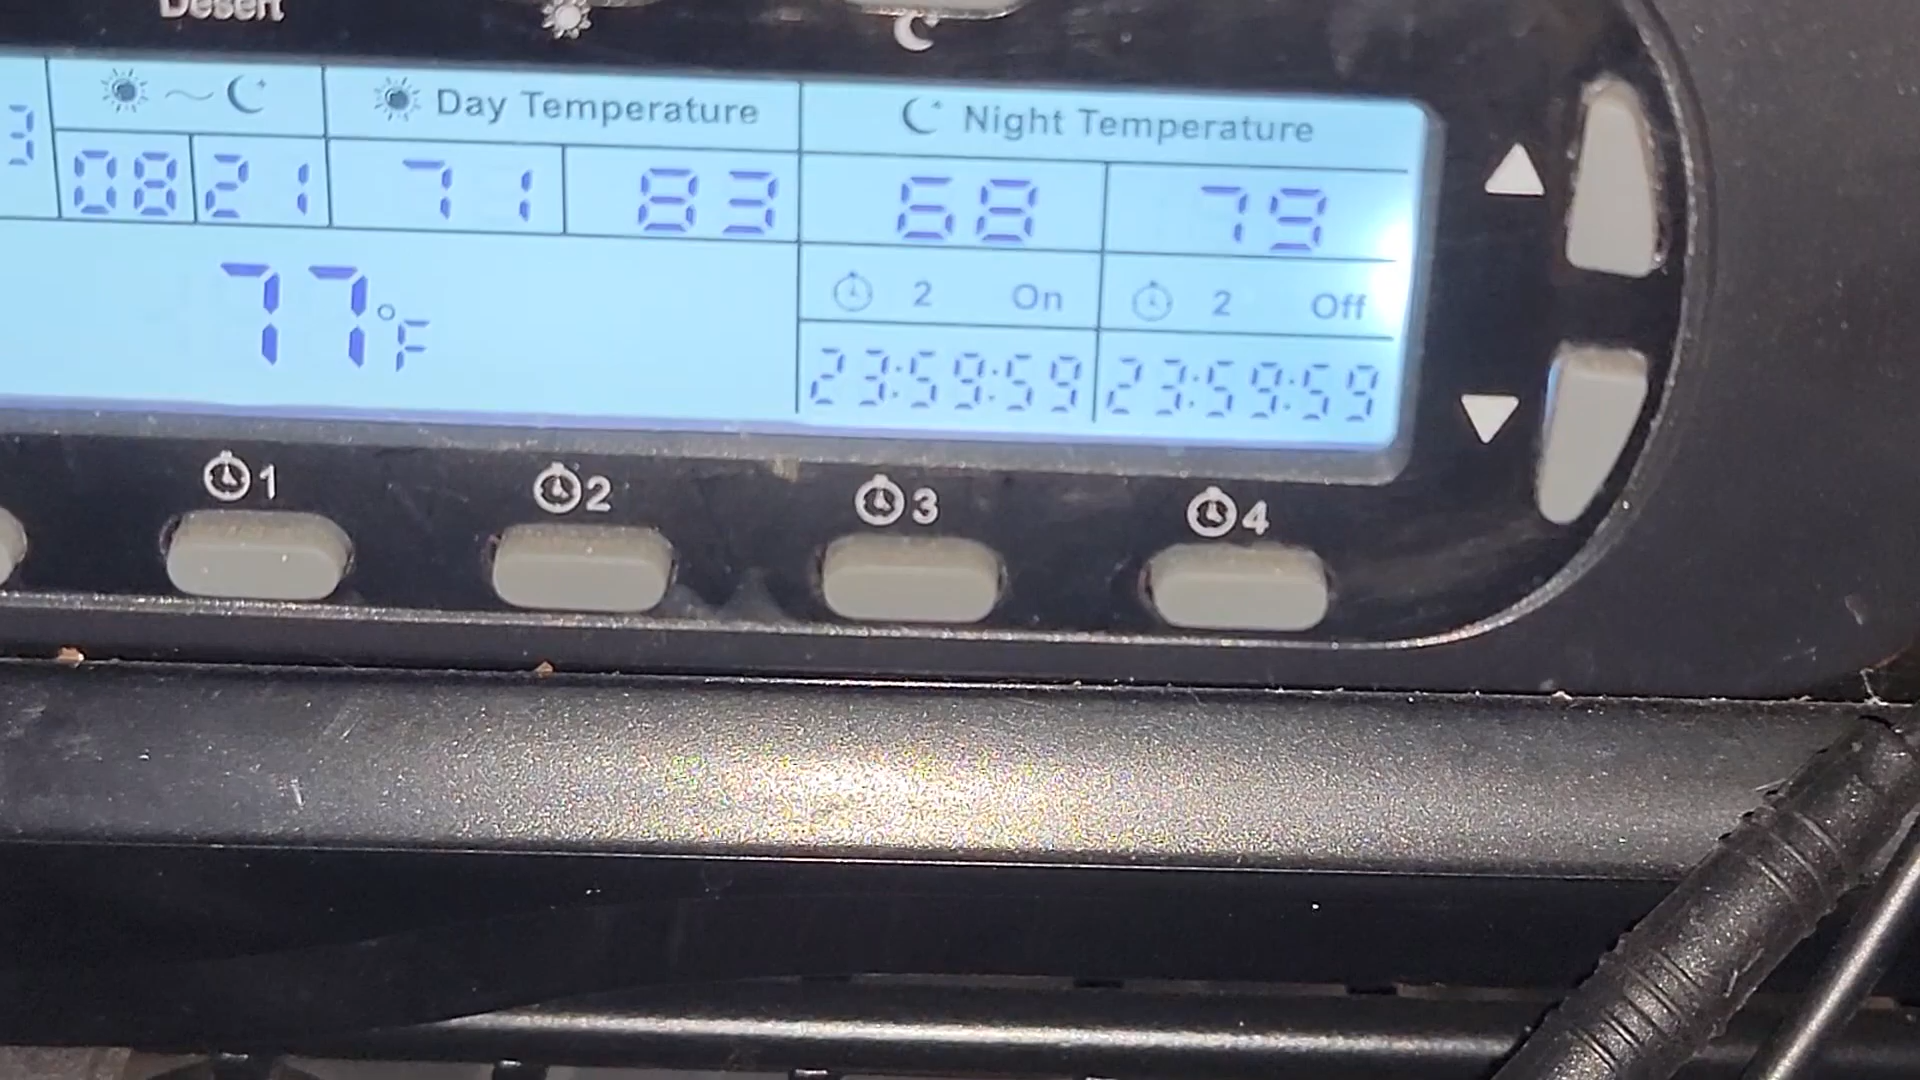 Desert
Day Temperature Night Temperature
3 08 21 71 83 68 79
77°F
2 On 2 Off
23:59:59 23:59:59
1 2 3 4